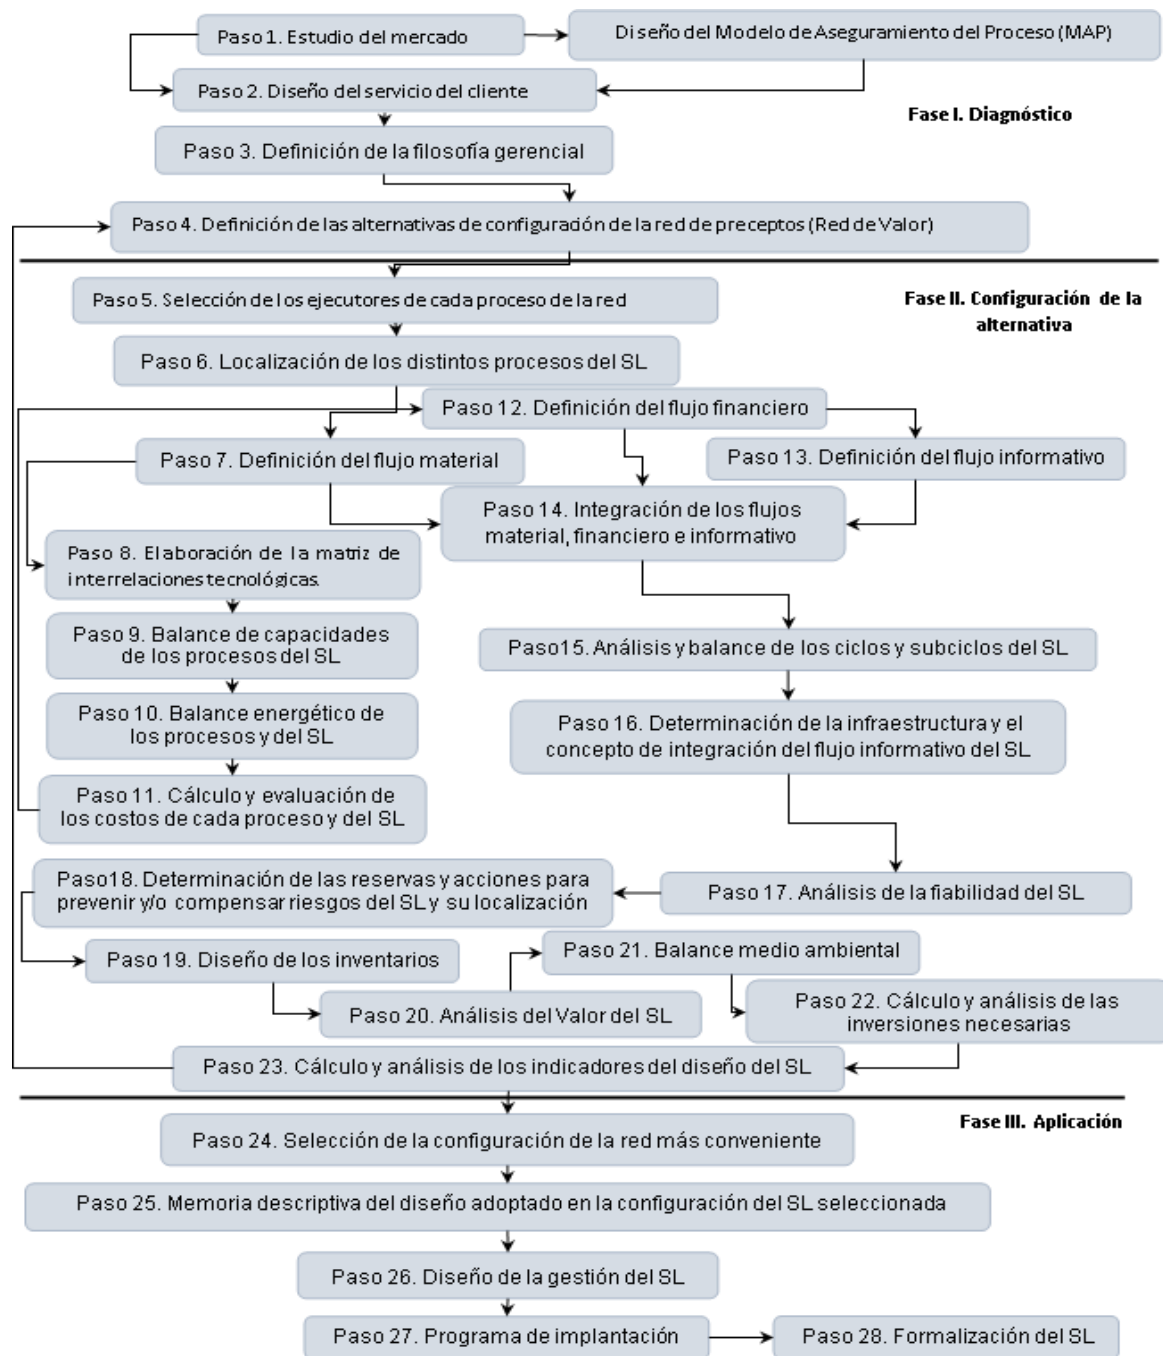 Paso 1. Estudio del mercado
Diseño del Modelo de Aseguramiento del Proceso (MAP)
Paso 2. Diseño del servicio del cliente
Fase I. Diagnóstico
Paso 3. Definición de la filosofía gerencial
Paso 4. Definición de las alternativas de configuración de la red de preceptos (Red de Valor)
Paso 5. Selección de los ejecutores de cada proceso de la red
Fase II. Configuración de la
alternativa
Paso 6. Localización de los distintos procesos del SL
Paso 12. Definición del flujo financiero
Paso 7. Definición del flujo material
Paso 13. Definición del flujo informativo
Paso 14. Integración de los flujos
material, financiero e informativo
Paso 8. Elaboración de la matriz de
interrelaciones tecnológicas.
Paso 9. Balance de capacidades
de los procesos del SL
Paso15. Análisis y balance de los ciclos y subciclos del SL
Paso 10. Balance energético de
los procesos y del SL
Paso 16. Determinación de la infraestructura y el
concepto de integración del flujo informativo del SL
Paso 11. Cálculo y evaluación de
los costos de cada proceso y del SL
Paso18. Determinación de las reservas y acciones para
prevenir y/o compensar riesgos del SL y su localización
Paso 17. Análisis de la fiabilidad del SL
Paso 19. Diseño de los inventarios
Paso 21. Balance medio ambiental
Paso 20. Análisis del Valor del SL
Paso 22. Cálculo y análisis de las
inversiones necesarias
Paso 23. Cálculo y análisis de los indicadores del diseño del SL
Fase III. Aplicación
Paso 24. Selección de la configuración de la red más conveniente
Paso 25. Memoria descriptiva del diseño adoptado en la configuración del SL seleccionada
Paso 26. Diseño de la gestión del SL
Paso 27. Programa de implantación
Paso 28. Formalización del SL